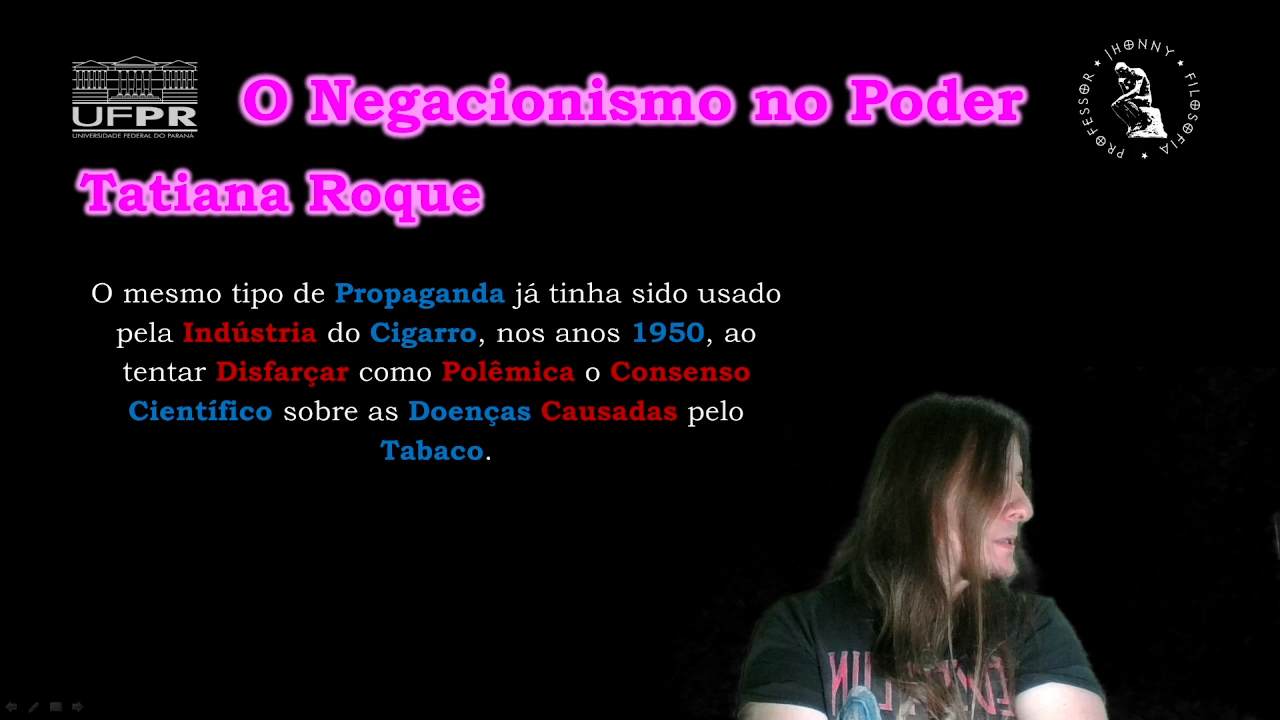 O Negacionismo no Poder
UFPR
UNIVERSIDADE FEDERAL DO PARANÁ
PROFESSOR ★ JHONNY ★ FILOSOFIA ★
Tatiana Roque
O mesmo tipo de Propaganda já tinha sido usado
pela Indústria do Cigarro, nos anos 1950, ao
tentar Disfarçar como Polêmica o Consenso
Científico sobre as Doenças Causadas pelo
Tabaco.